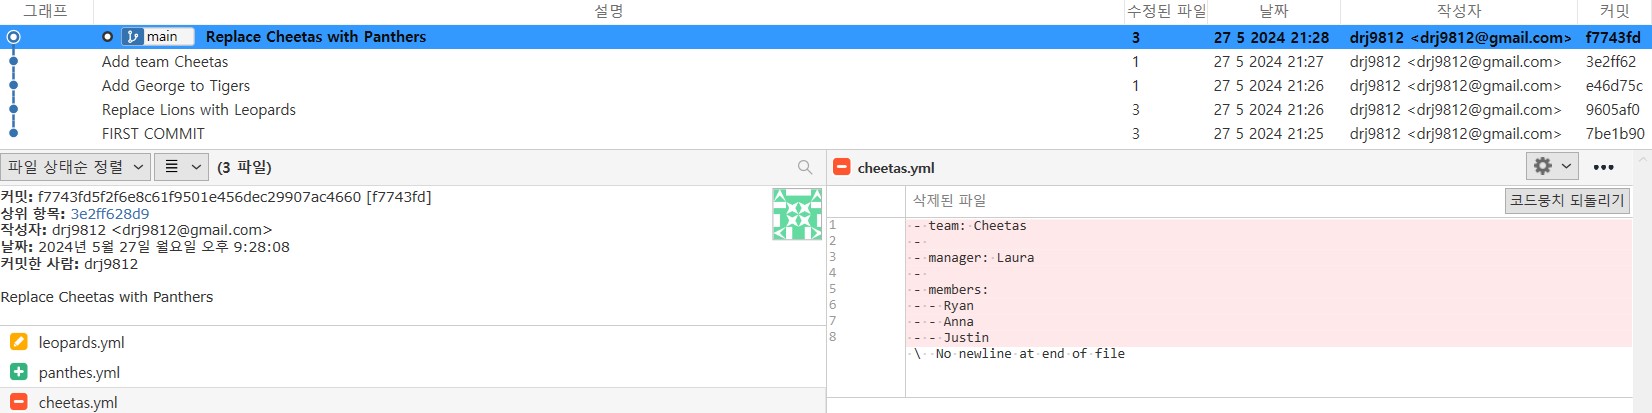 그래프 설명 수정된 파일 날짜 작성자 커밋
main Replace Cheetas with Panthers 3 27 5 2024 21:28 drj9812 <drj9812@gmail.com> f7743fd
Add team Cheetas 1 27 5 2024 21:27 drj9812 <drj9812@gmail.com> 3e2ff62
Add George to Tigers 1 27 5 2024 21:26 drj9812 <drj9812@gmail.com> e46d75c
Replace Lions with Leopards 3 27 5 2024 21:26 drj9812 <drj9812@gmail.com> 9605af0
FIRST COMMIT 3 27 5 2024 21:25 drj9812 <drj9812@gmail.com> 7be1b90
파일 상태순 정렬 (3 파일)
커밋: f7743fd5f2f6e8c61f9501e456dec29907ac4660 [f7743fd]
상위 항목: 3e2ff628d9
작성자: drj9812 <drj9812@gmail.com>
날짜: 2024년 5월 27일 월요일 오후 9:28:08
커밋한 사람: drj9812
Replace Cheetas with Panthers
leopards.yml
panthes.yml
cheetas.yml
cheetas.yml
삭제된 파일 코드뭉치 되돌리기
1 - team: Cheetas
2 -
3 - manager: Laura
4 -
5 - members:
6 - - Ryan
7 - - Anna
8 - - Justin
\ No newline at end of file